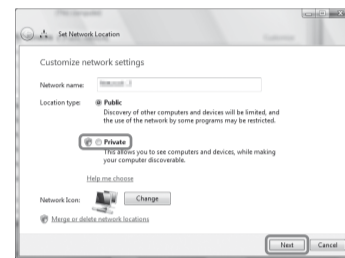 Set Network Location
Customize network settings
Network name:
Location type:
Public
Discovery of other computers and devices will be limited, and
the use of the network by some programs may be restricted.
Private
This allows you to see computers and devices, while making
your computer discoverable.
Help me choose
Network Icon:
Change
Merge or delete network locations
Next
Cancel